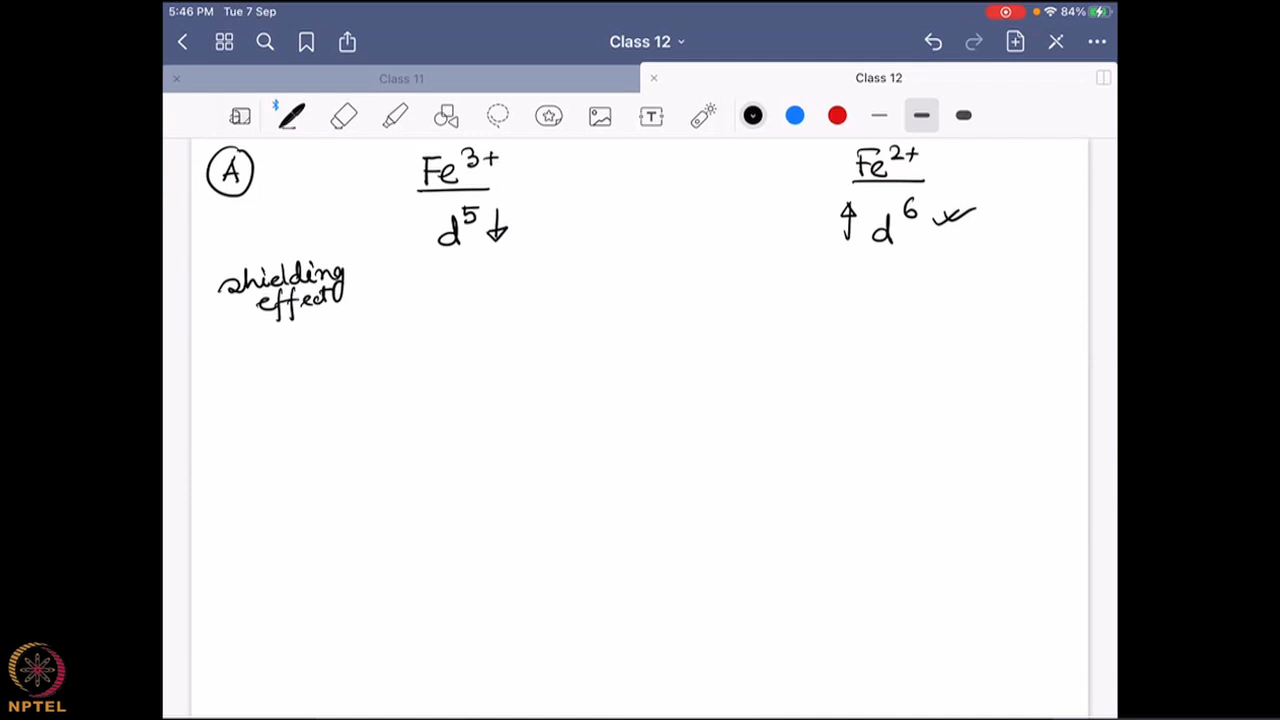 5:46 PM Tue 7 Sep 84%
Class 12
Class 11 Class 12
T
A Fe³⁺ Fe²⁺
d⁵ ↓ ↑ d⁶ ✓
shielding
effect
NPTEL